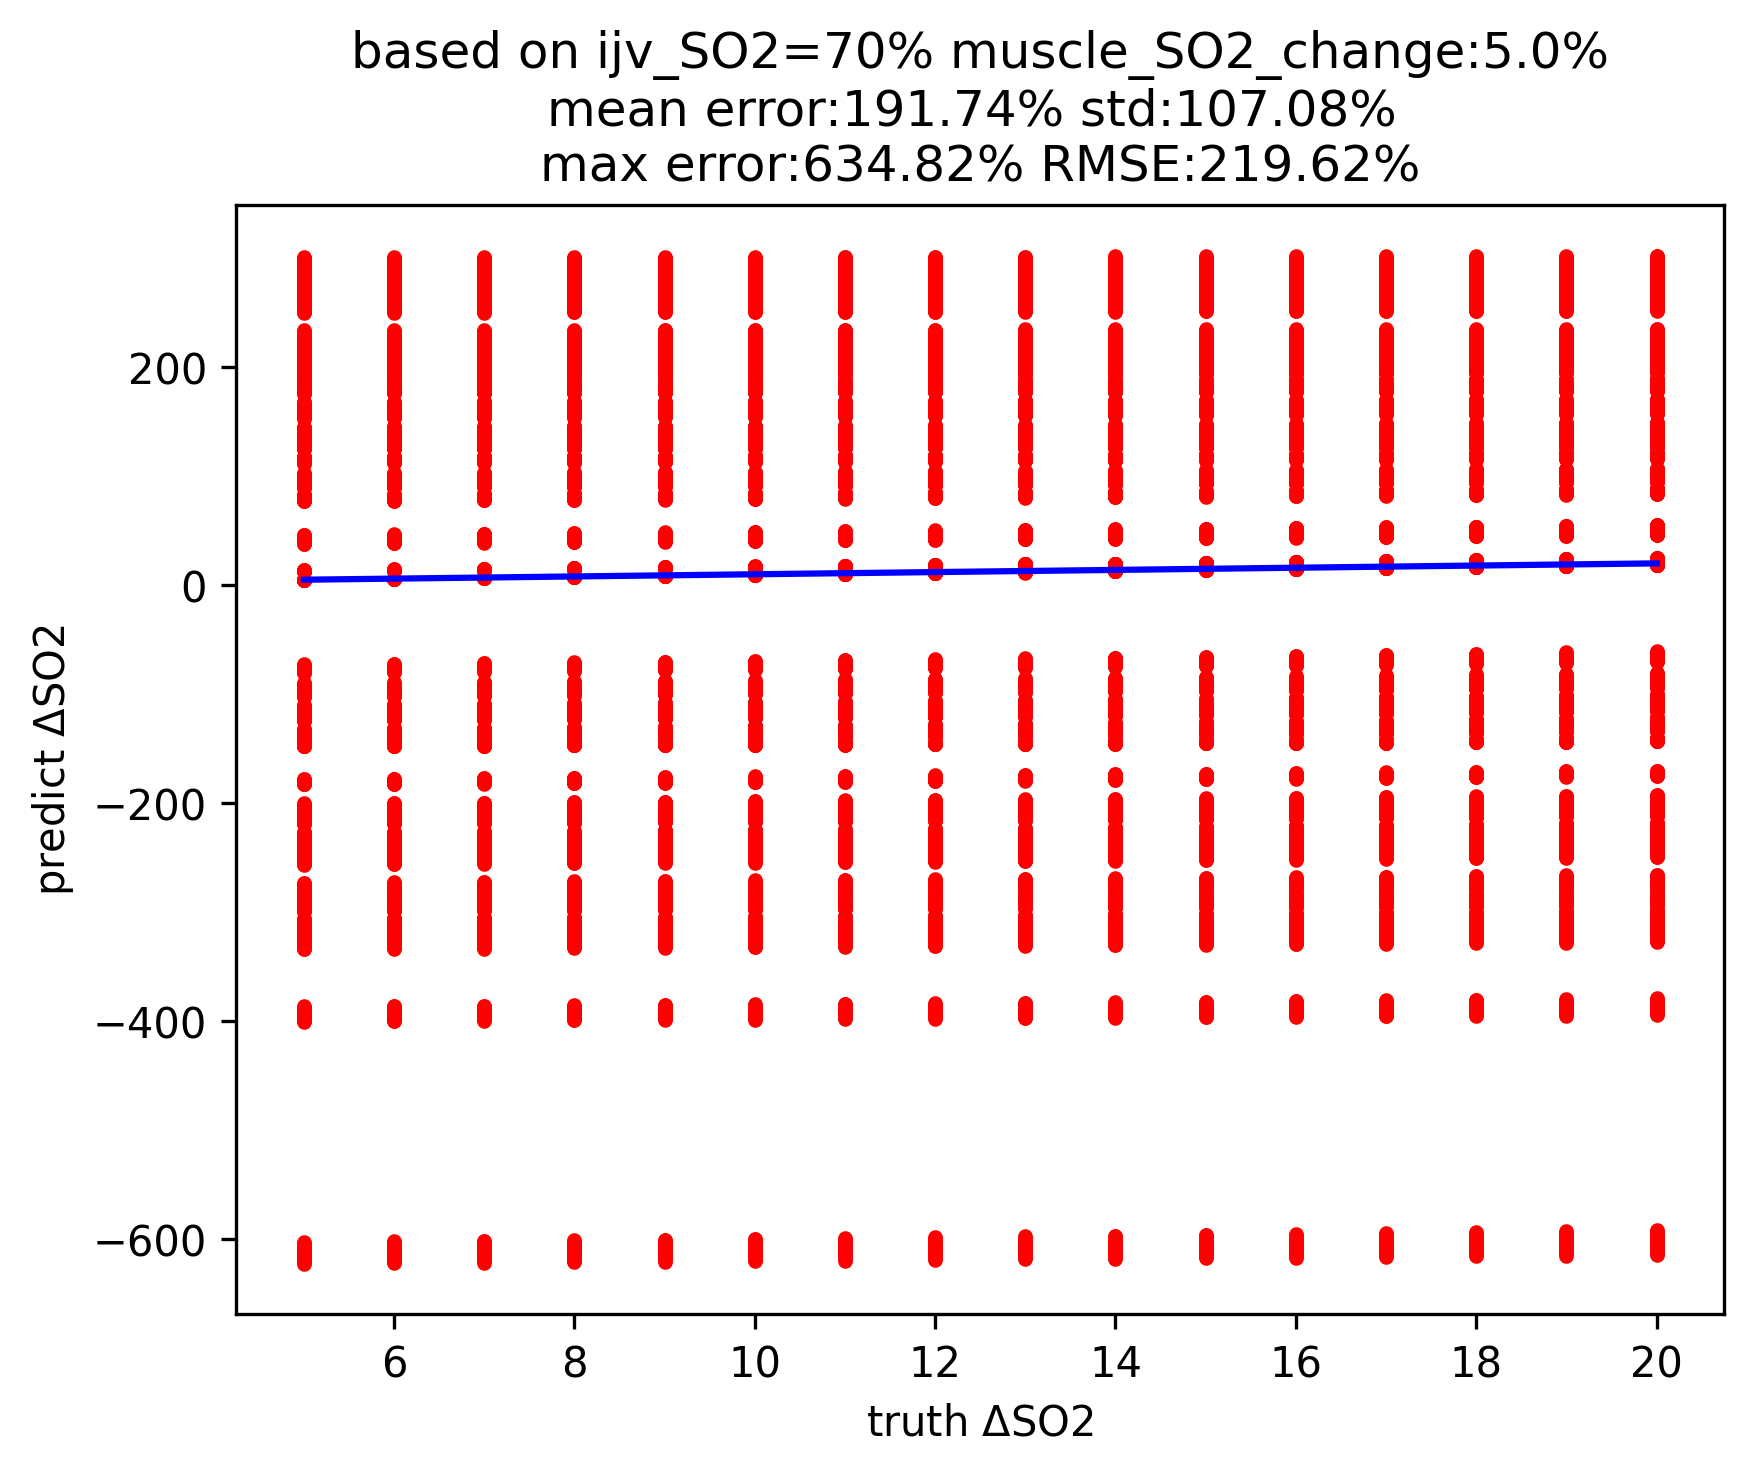 based on ijv_SO2=70% muscle_SO2_change:5.0%
mean error:191.74% std:107.08%
max error:634.82% RMSE:219.62%
200
0
−200
−400
−600
predict ΔSO2
6
8
10
12
14
16
18
20
truth ΔSO2